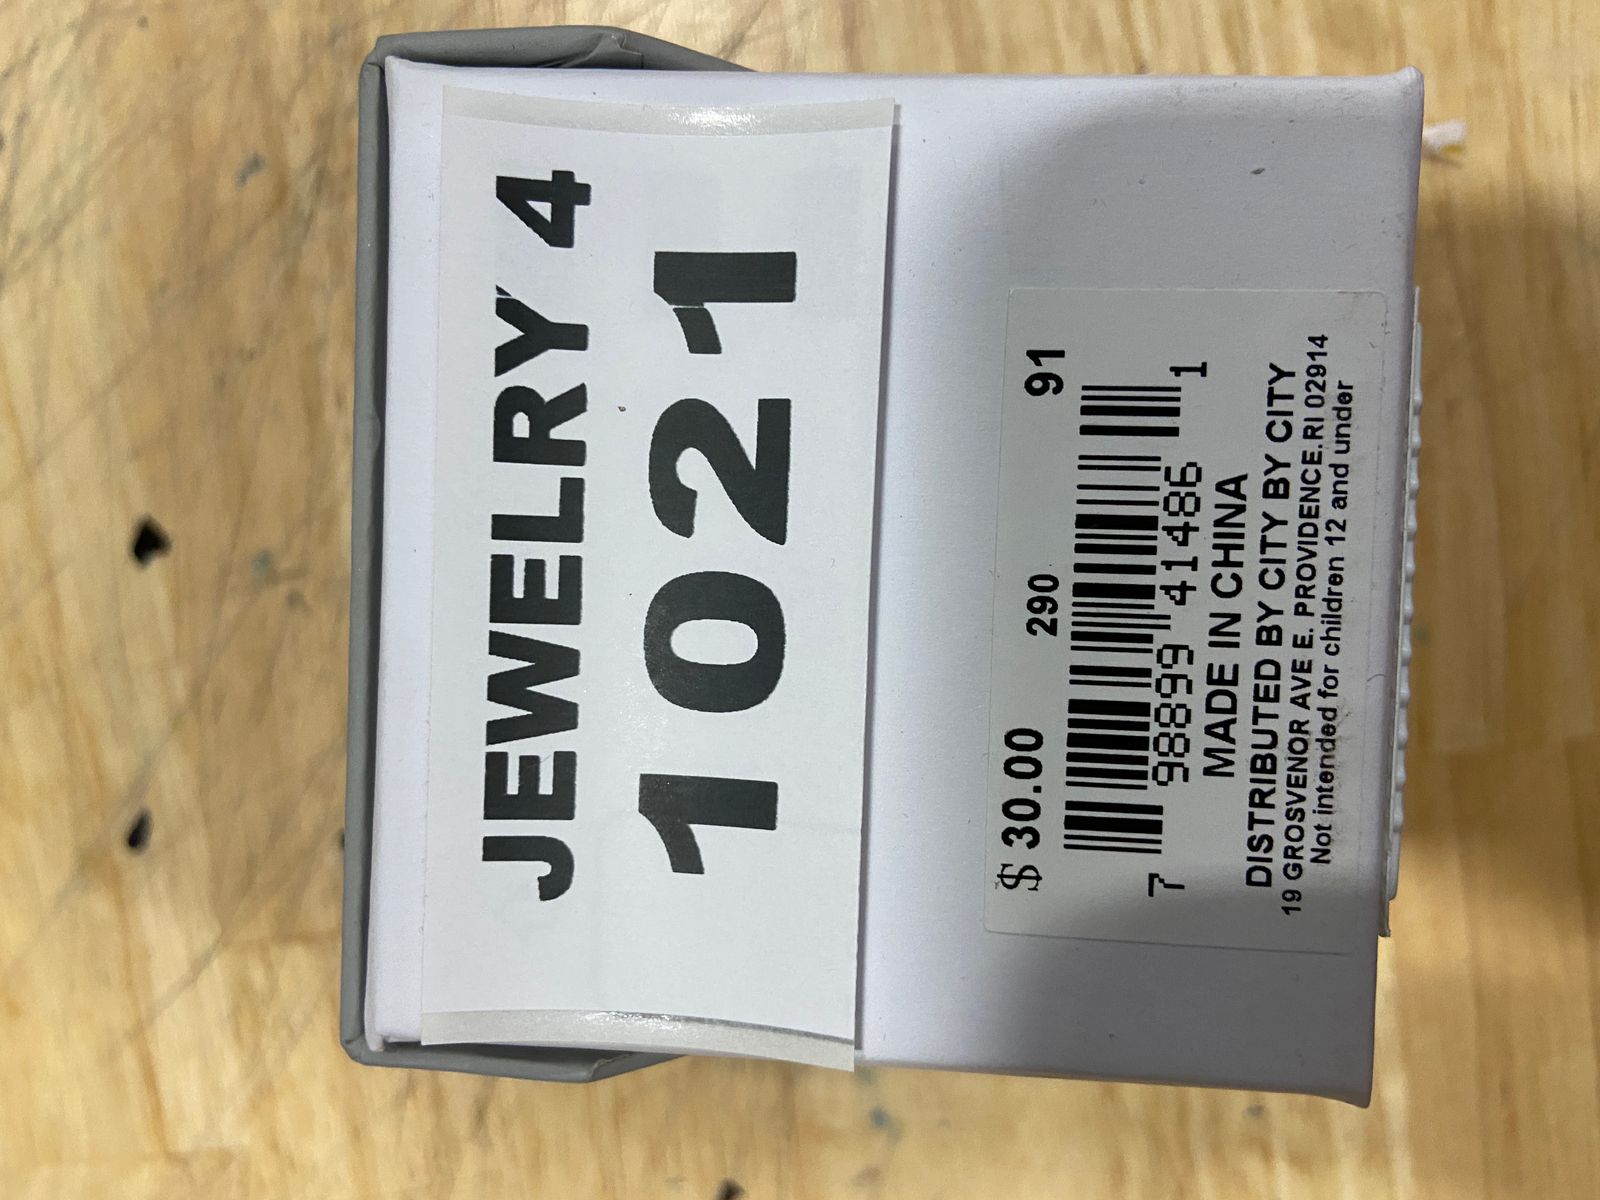 JEWELRY 4
1021
$ 30.00 290 91
7 98899 41486 1
MADE IN CHINA
DISTRIBUTED BY CITY BY CITY
19 GROSVENOR AVE E. PROVIDENCE.RI 02914
Not intended for children 12 and under